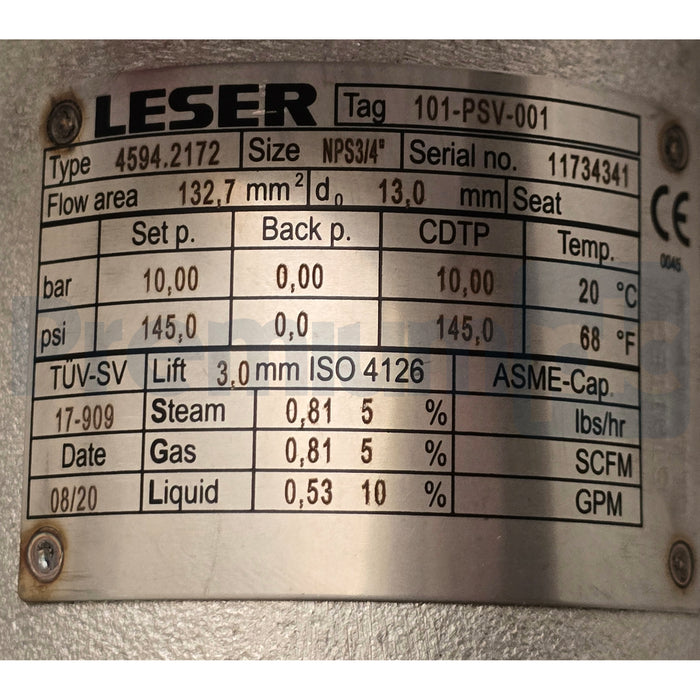 LESER Tag 101-PSV-001
Type 4594.2172 Size NPS3/4" Serial no. 11734341
Flow area 132,7 mm² d₀ 13,0 mm Seat
Set p. Back p. CDTP Temp.
bar 10,00 0,00 10,00 20 °C
psi 145,0 0,0 145,0 68 °F
TÜV-SV Lift 3,0 mm ISO 4126 ASME-Cap.
17-909 Steam 0,81 5 % lbs/hr
Date Gas 0,81 5 % SCFM
08/20 Liquid 0,53 10 % GPM
CE
0045